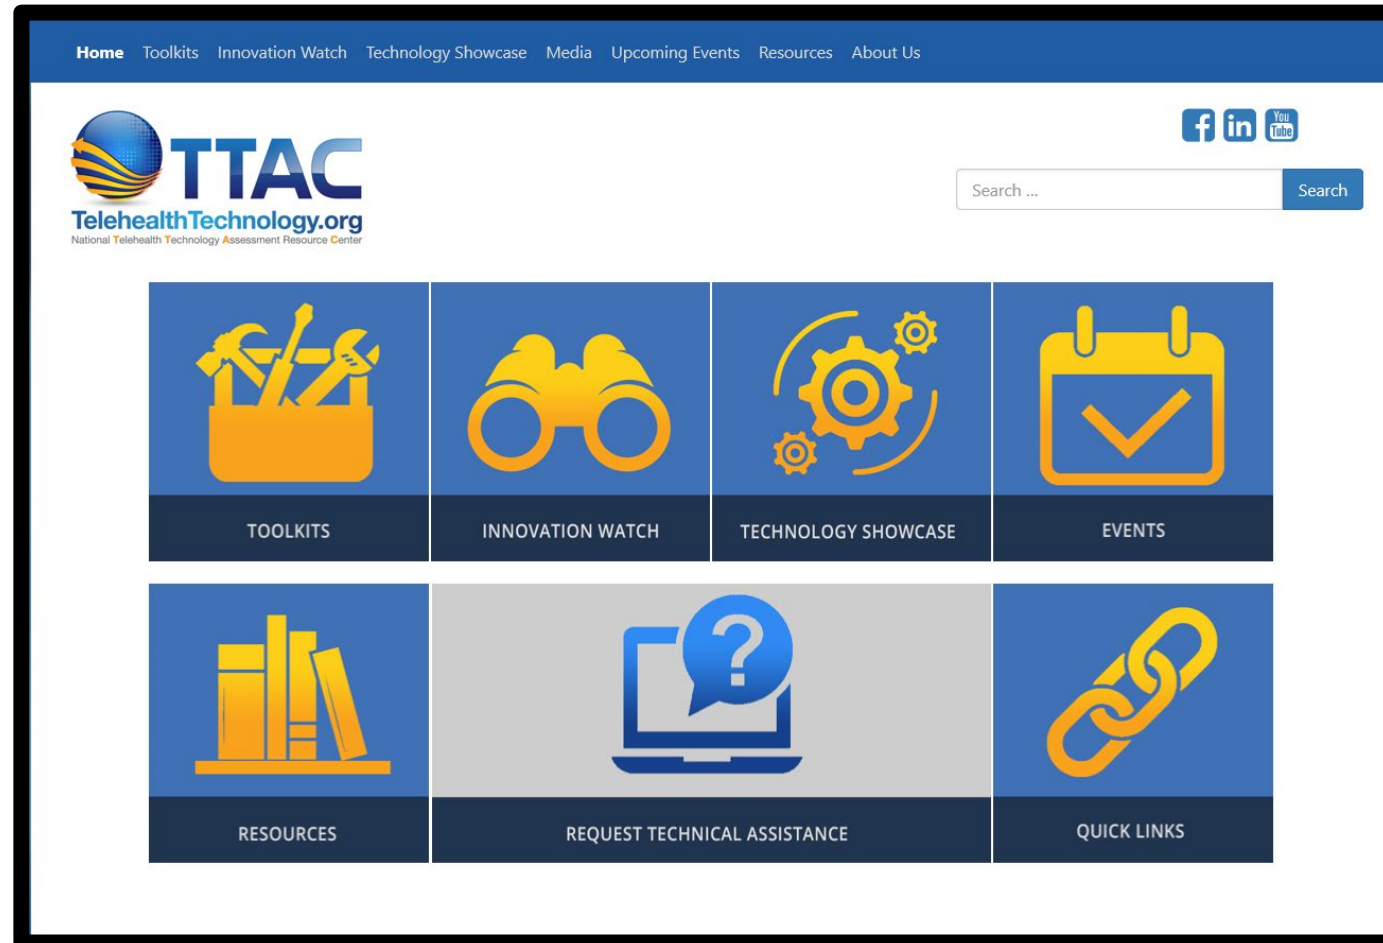 Home Toolkits Innovation Watch Technology Showcase Media Upcoming Events Resources About Us
f in You Tube
TTAC
TelehealthTechnology.org
National Telehealth Technology Assessment Resource Center
Search ... Search
TOOLKITS INNOVATION WATCH TECHNOLOGY SHOWCASE EVENTS
?
RESOURCES REQUEST TECHNICAL ASSISTANCE QUICK LINKS